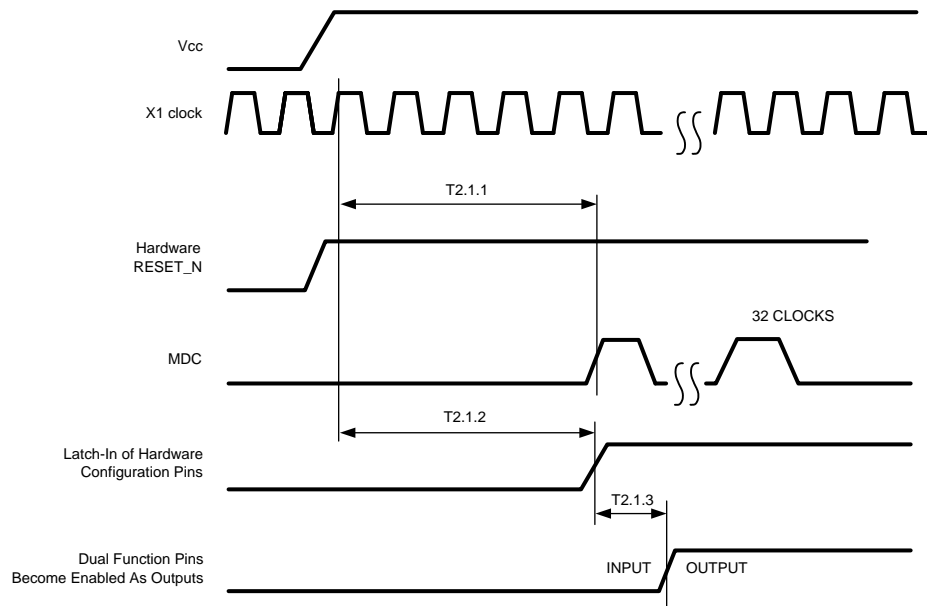 Vcc
X1 clock
T2.1.1
Hardware
RESET_N
32 CLOCKS
MDC
T2.1.2
Latch-In of Hardware
Configuration Pins
T2.1.3
Dual Function Pins
Become Enabled As Outputs
INPUT
OUTPUT